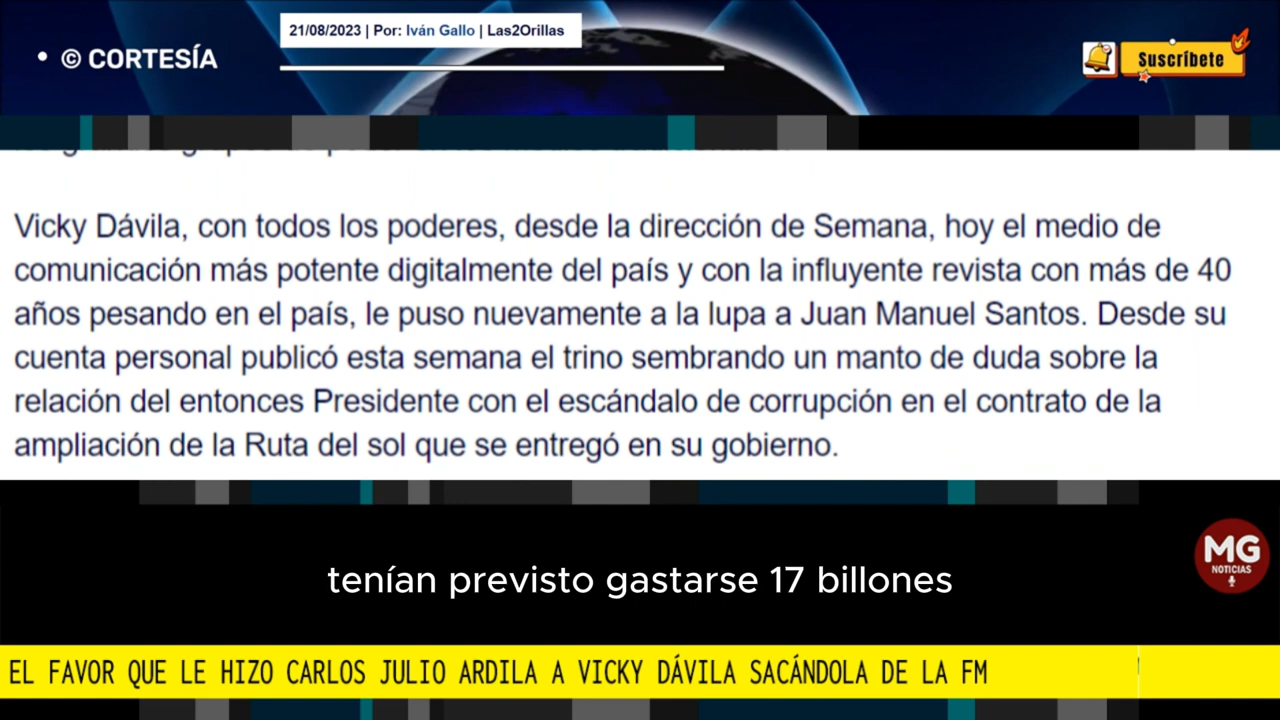 21/08/2023 | Por: Iván Gallo | Las2Orillas
• © CORTESÍA
Suscríbete
Vicky Dávila, con todos los poderes, desde la dirección de Semana, hoy el medio de
comunicación más potente digitalmente del país y con la influyente revista con más de 40
años pesando en el país, le puso nuevamente a la lupa a Juan Manuel Santos. Desde su
cuenta personal publicó esta semana el trino sembrando un manto de duda sobre la
relación del entonces Presidente con el escándalo de corrupción en el contrato de la
ampliación de la Ruta del sol que se entregó en su gobierno.
MG
NOTICIAS
tenían previsto gastarse 17 billones
EL FAVOR QUE LE HIZO CARLOS JULIO ARDILA A VICKY DÁVILA SACÁNDOLA DE LA FM